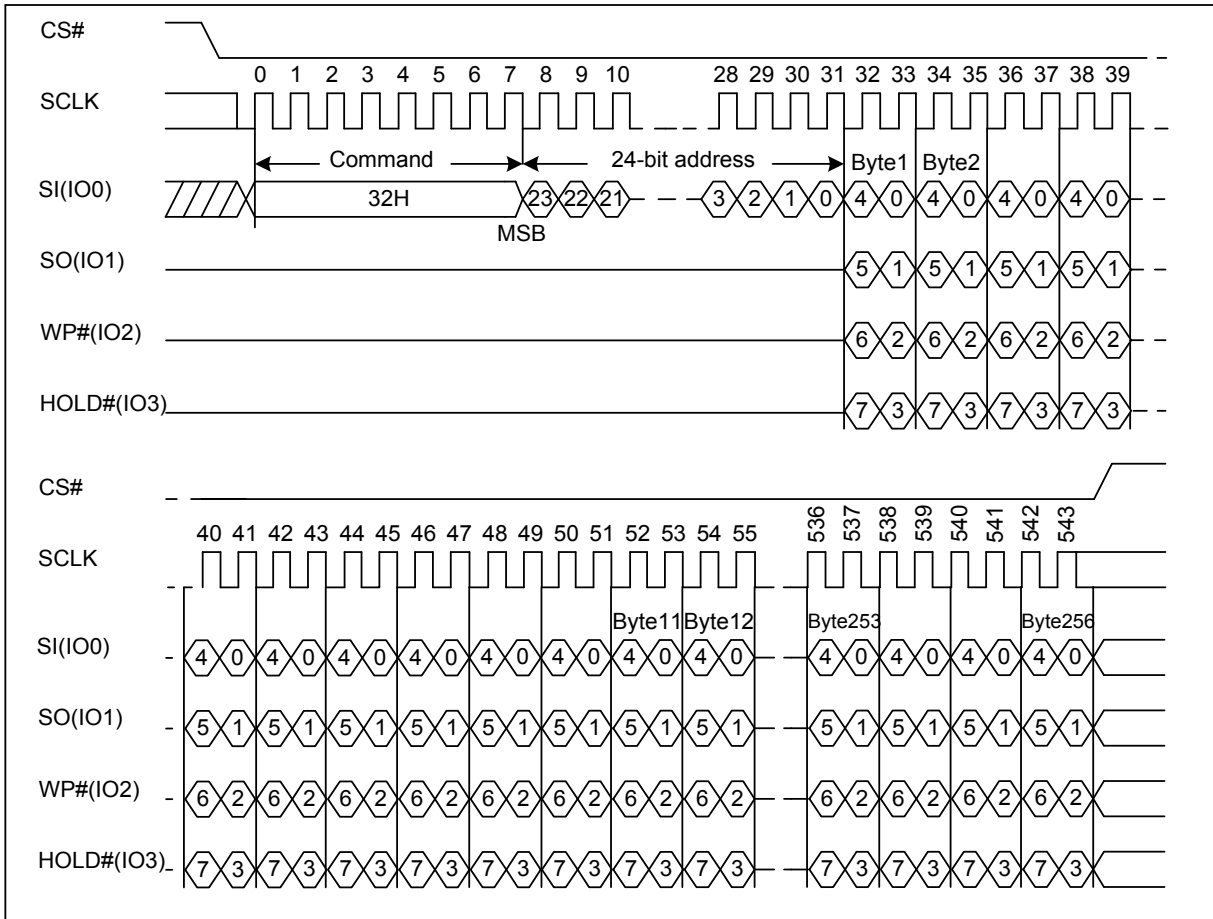 CS#
0 1 2 3 4 5 6 7 8 9 10 28 29 30 31 32 33 34 35 36 37 38 39
SCLK
Command 24-bit address Byte1 Byte2
SI(IO0) 32H 23 22 21 3 2 1 0 4 0 4 0 4 0 4 0
MSB
SO(IO1) 5 1 5 1 5 1 5 1
WP#(IO2) 6 2 6 2 6 2 6 2
HOLD#(IO3) 7 3 7 3 7 3 7 3
CS#
40 41 42 43 44 45 46 47 48 49 50 51 52 53 54 55 536 537 538 539 540 541 542 543
SCLK
Byte11 Byte12 Byte253 Byte256
SI(IO0) 4 0 4 0 4 0 4 0 4 0 4 0 4 0 4 0 4 0 4 0 4 0 4 0
SO(IO1) 5 1 5 1 5 1 5 1 5 1 5 1 5 1 5 1 5 1 5 1 5 1 5 1
WP#(IO2) 6 2 6 2 6 2 6 2 6 2 6 2 6 2 6 2 6 2 6 2 6 2 6 2
HOLD#(IO3) 7 3 7 3 7 3 7 3 7 3 7 3 7 3 7 3 7 3 7 3 7 3 7 3